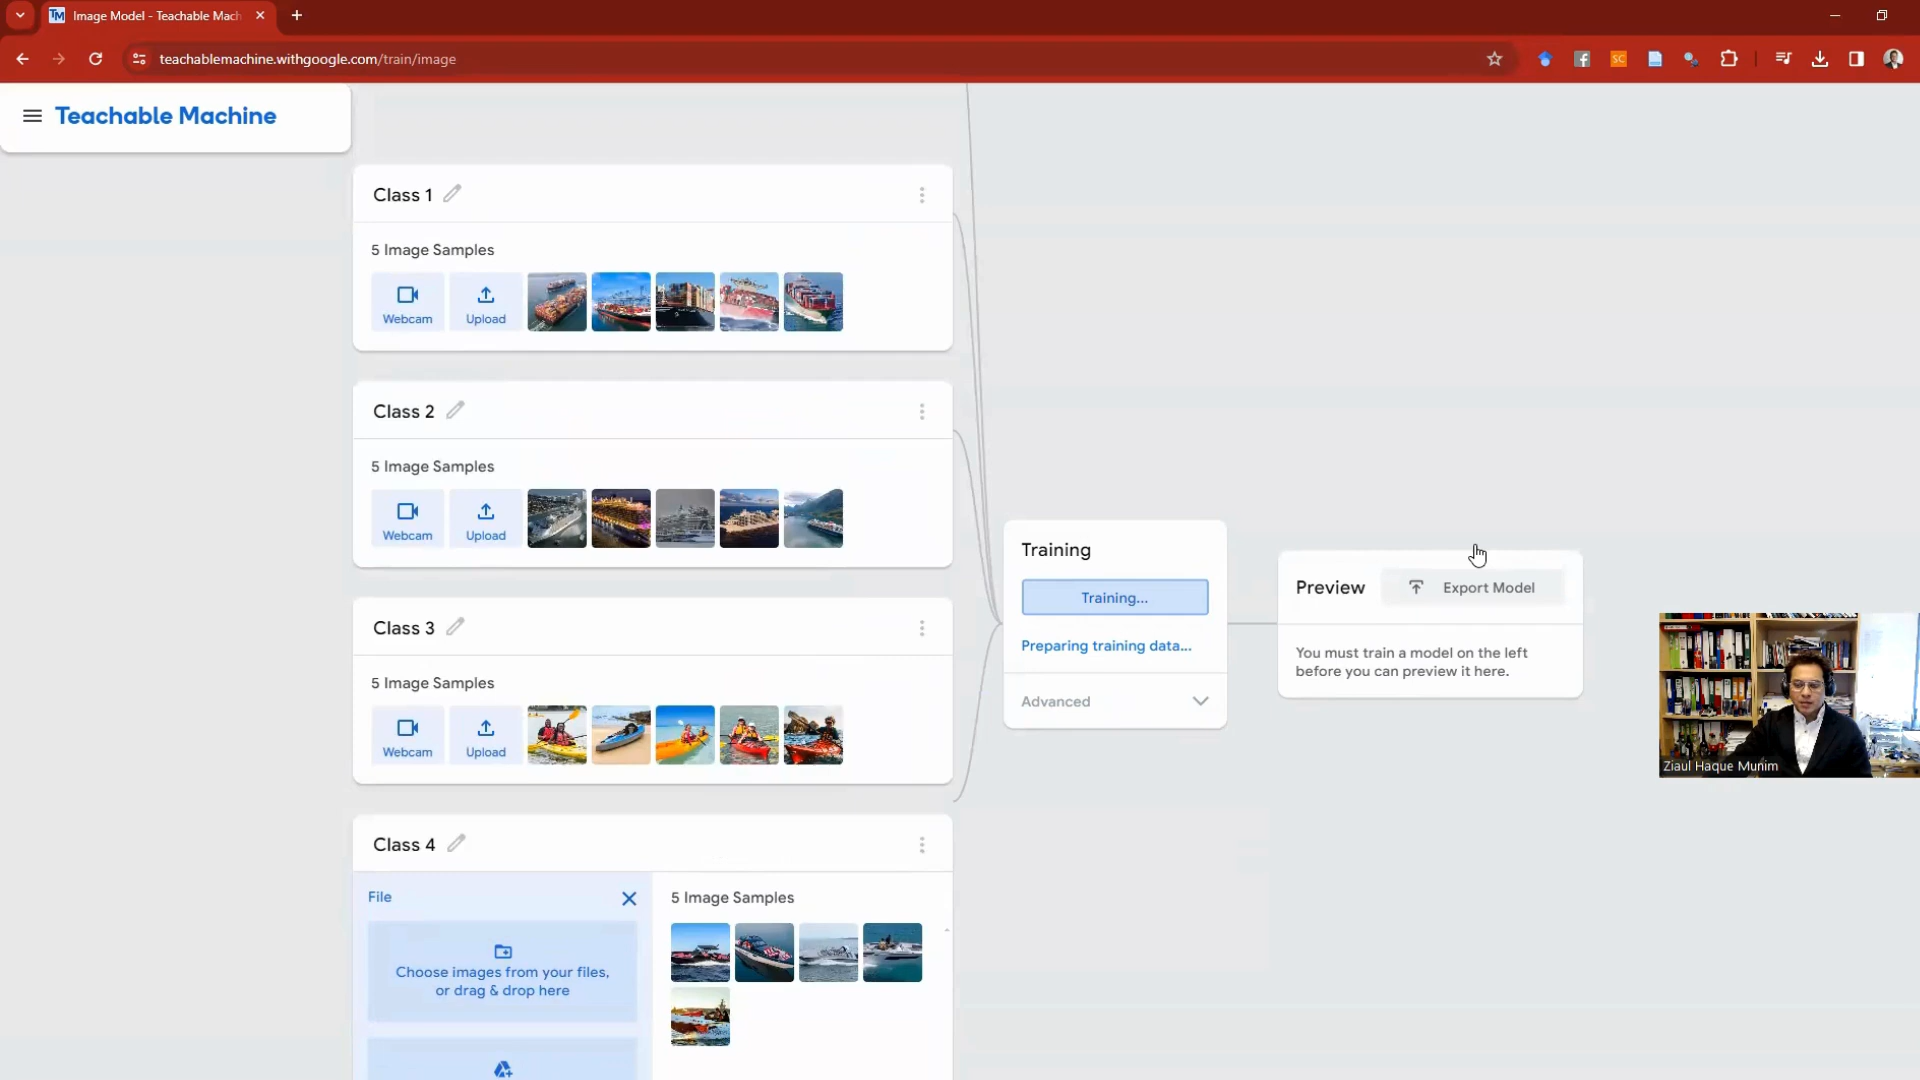 Image Model - Teachable Mach
teachablemachine.withgoogle.com/train/image
SC
Teachable Machine
Class 1
5 Image Samples
Webcam
Upload
Class 2
5 Image Samples
Webcam
Upload
Class 3
5 Image Samples
Webcam
Upload
Class 4
File
Choose images from your files,
or drag & drop here
5 Image Samples
Training
Training...
Preparing training data...
Advanced
Preview
Export Model
You must train a model on the left
before you can preview it here.
Ziaul Haque Munim